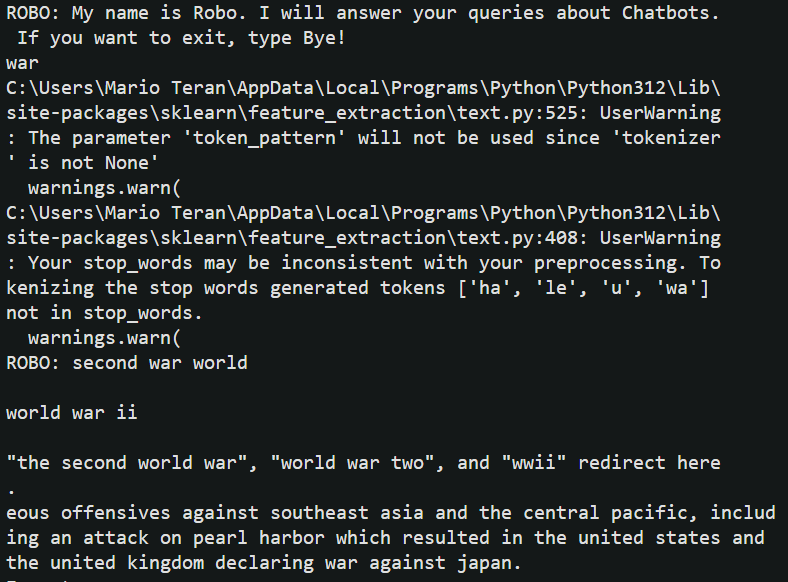 ROBO: My name is Robo. I will answer your queries about Chatbots.
 If you want to exit, type Bye!
war
C:\Users\Mario Teran\AppData\Local\Programs\Python\Python312\Lib\
site-packages\sklearn\feature_extraction\text.py:525: UserWarning
: The parameter 'token_pattern' will not be used since 'tokenizer
' is not None'
  warnings.warn(
C:\Users\Mario Teran\AppData\Local\Programs\Python\Python312\Lib\
site-packages\sklearn\feature_extraction\text.py:408: UserWarning
: Your stop_words may be inconsistent with your preprocessing. To
kenizing the stop words generated tokens ['ha', 'le', 'u', 'wa']
not in stop_words.
  warnings.warn(
ROBO: second war world
world war ii
"the second world war", "world war two", and "wwii" redirect here
.
eous offensives against southeast asia and the central pacific, includ
ing an attack on pearl harbor which resulted in the united states and
the united kingdom declaring war against japan.